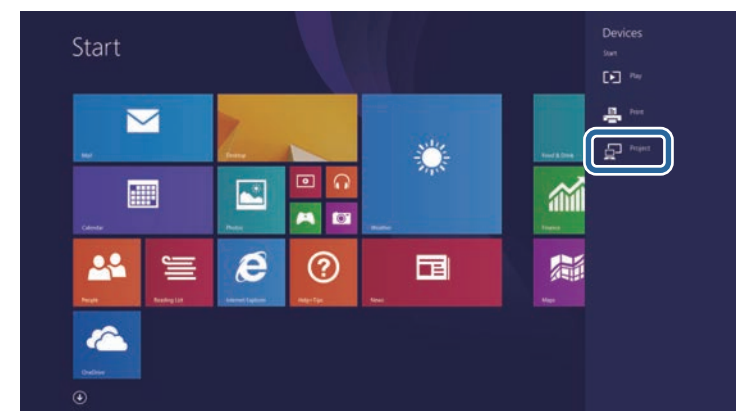 Start
Devices
Start
Play
Print
Project
Mail
Desktop
Weather
Food & Drink
Calendar
Photos
Finance
People
Reading List
Internet Explorer
Help+Tips
News
Maps
OneDrive